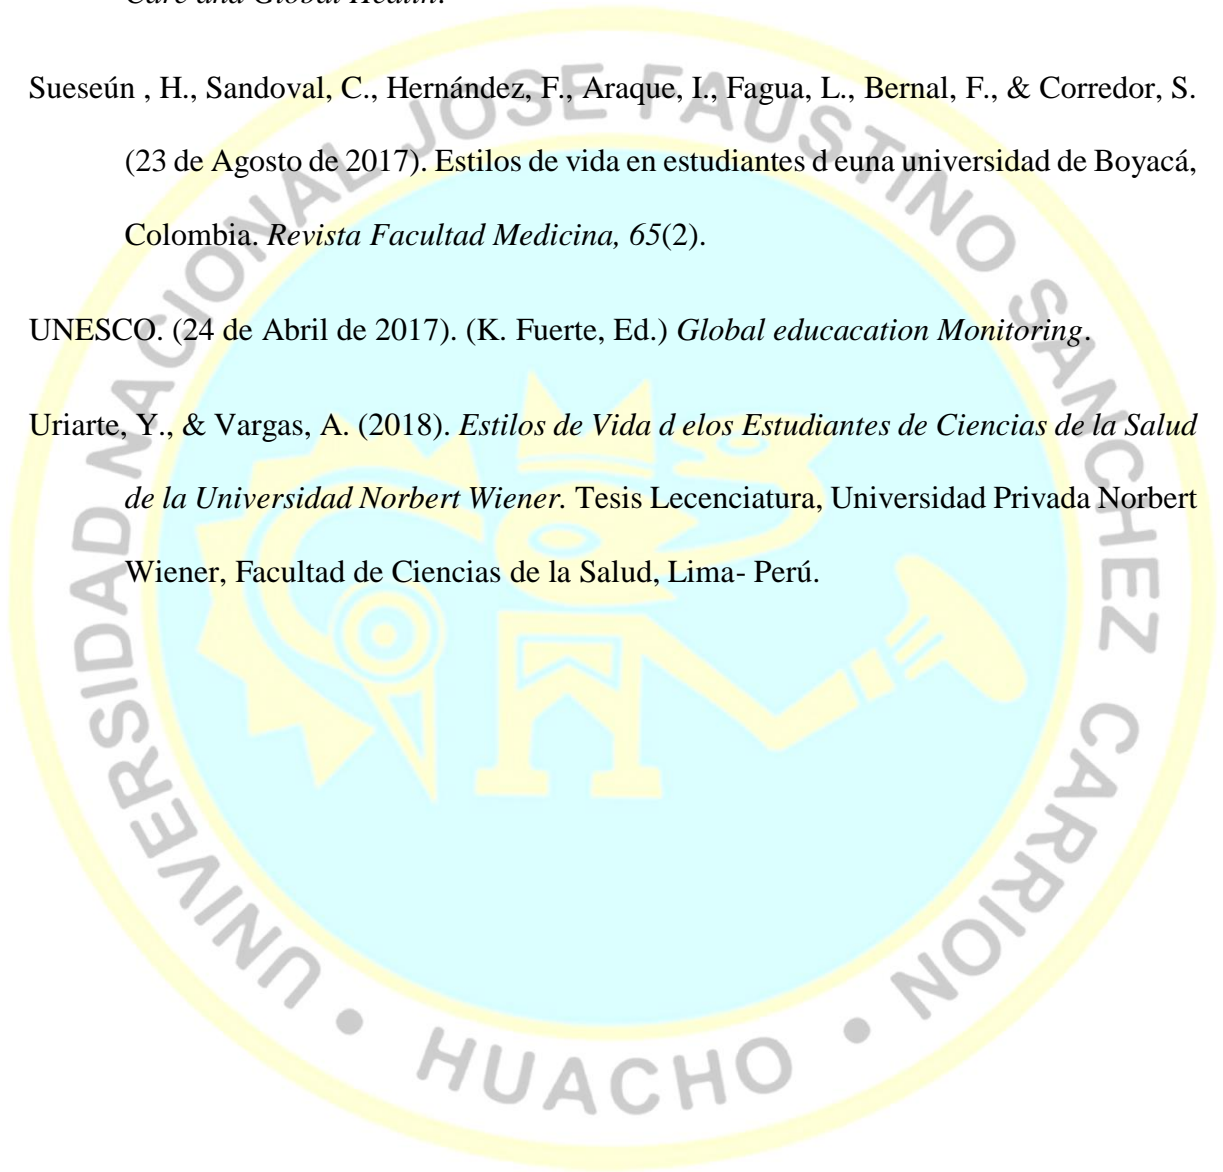 Care and Global Health.
Sueseún , H., Sandoval, C., Hernández, F., Araque, I., Fagua, L., Bernal, F., & Corredor, S.
(23 de Agosto de 2017). Estilos de vida en estudiantes d euna universidad de Boyacá,
Colombia. Revista Facultad Medicina, 65(2).
UNESCO. (24 de Abril de 2017). (K. Fuerte, Ed.) Global educacation Monitoring.
Uriarte, Y., & Vargas, A. (2018). Estilos de Vida d elos Estudiantes de Ciencias de la Salud
de la Universidad Norbert Wiener. Tesis Lecenciatura, Universidad Privada Norbert
Wiener, Facultad de Ciencias de la Salud, Lima- Perú.
UNIVERSIDAD NACIONAL JOSE FAUSTINO SANCHEZ CARRION
• HUACHO •